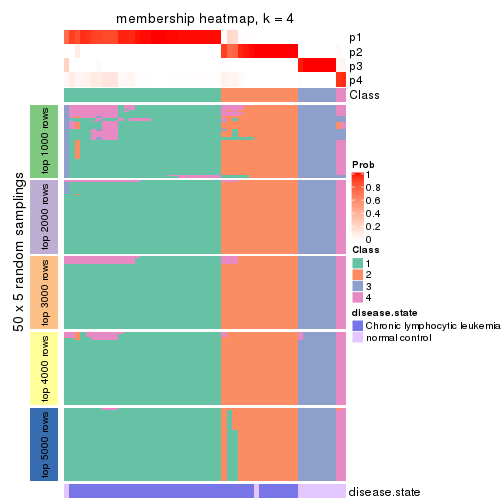 membership heatmap, k = 4
p1
p2
p3
p4
Class
50 x 5 random samplings
top 1000 rows
top 2000 rows
top 3000 rows
top 4000 rows
top 5000 rows
Prob
1
0.8
0.6
0.4
0.2
0
Class
1
2
3
4
disease.state
Chronic lymphocytic leukemia
normal control
disease.state